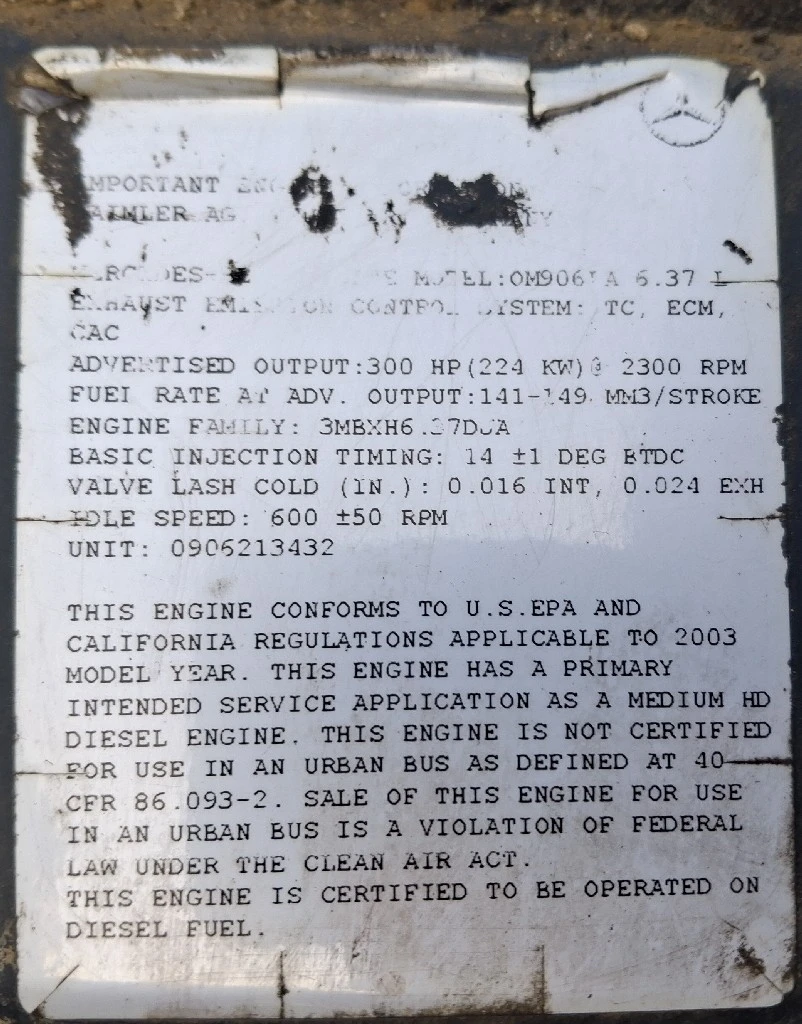 IMPORTANT
DAIMLER AG
MERCEDES- MODEL:OM906LA 6.37 L
EXHAUST EMISSION CONTROL SYSTEM: TC, ECM,
CAC
ADVERTISED OUTPUT:300 HP(224 KW)@ 2300 RPM
FUEL RATE AT ADV. OUTPUT:141-149 MM3/STROKE
ENGINE FAMILY: 3MBXH6.37DJA
BASIC INJECTION TIMING: 14 ±1 DEG BTDC
VALVE LASH COLD (IN.): 0.016 INT, 0.024 EXH
IDLE SPEED: 600 ±50 RPM
UNIT: 0906213432
THIS ENGINE CONFORMS TO U.S.EPA AND
CALIFORNIA REGULATIONS APPLICABLE TO 2003
MODEL YEAR. THIS ENGINE HAS A PRIMARY
INTENDED SERVICE APPLICATION AS A MEDIUM HD
DIESEL ENGINE. THIS ENGINE IS NOT CERTIFIED
FOR USE IN AN URBAN BUS AS DEFINED AT 40
CFR 86.093-2. SALE OF THIS ENGINE FOR USE
IN AN URBAN BUS IS A VIOLATION OF FEDERAL
LAW UNDER THE CLEAN AIR ACT.
THIS ENGINE IS CERTIFIED TO BE OPERATED ON
DIESEL FUEL.